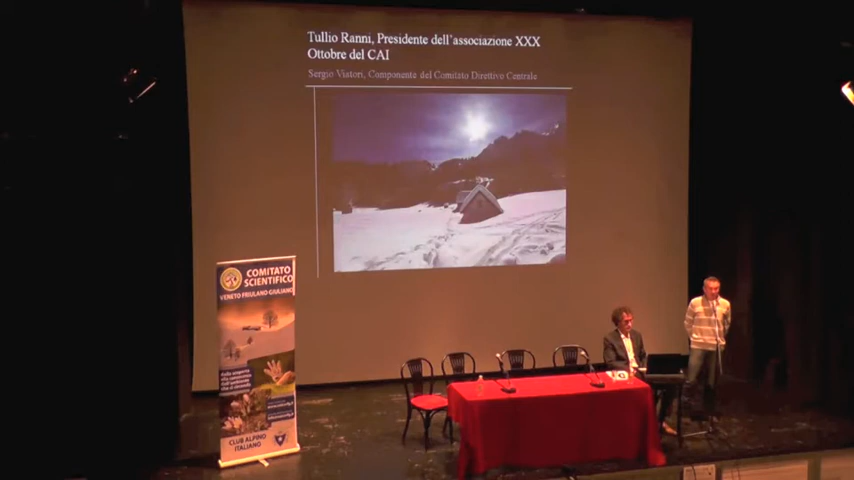 Tullio Ranni, Presidente dell'associazione XXX
Ottobre del CAI
Sergio Viatori, Componente del Comitato Direttivo Centrale
COMITATO
SCIENTIFICO
VENETO FRIULANO GIULIANO
CLUB ALPINO
ITALIANO